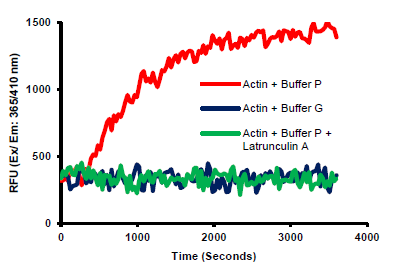 1500
1000
500
0
RFU (Ex/Em: 365/410 nm)
Actin + Buffer P
Actin + Buffer G
Actin + Buffer P +
Latrunculin A
0 1000 2000 3000 4000
Time (Seconds)